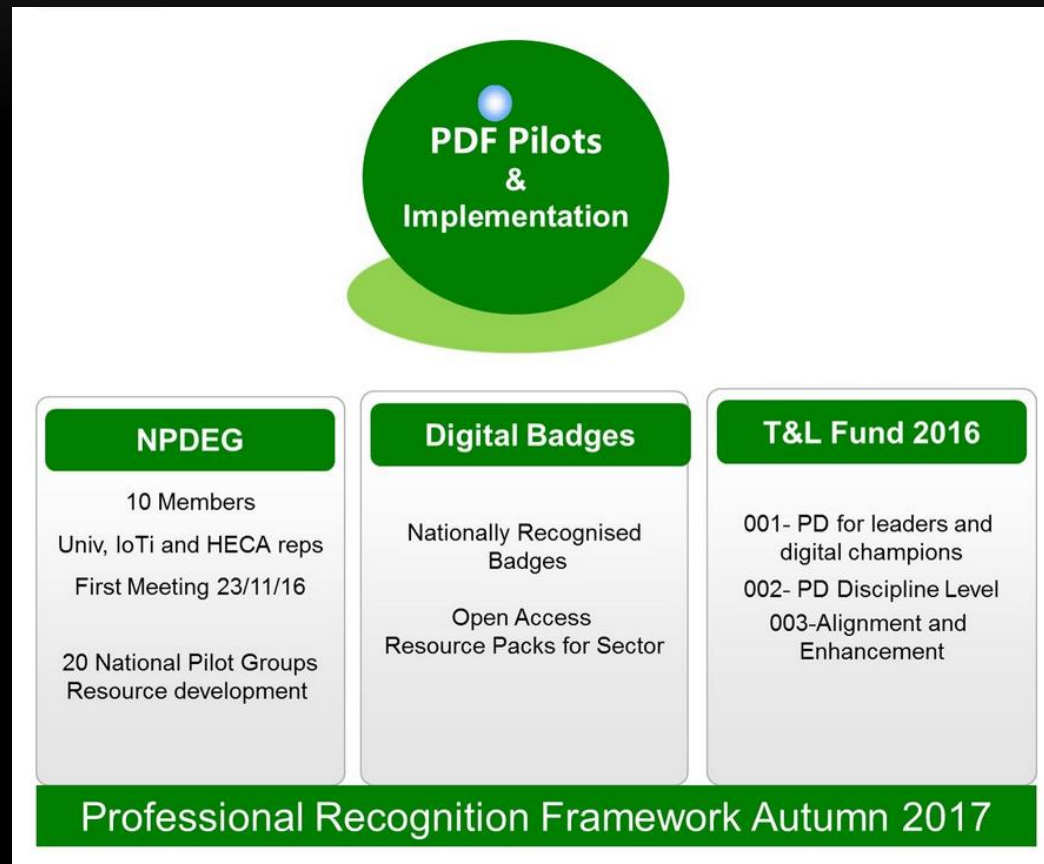 PDF Pilots
&
Implementation
NPDEG
10 Members
Univ, IoTi and HECA reps
First Meeting 23/11/16
20 National Pilot Groups
Resource development
Digital Badges
Nationally Recognised
Badges
Open Access
Resource Packs for Sector
T&L Fund 2016
001- PD for leaders and
digital champions
002- PD Discipline Level
003-Alignment and
Enhancement
Professional Recognition Framework Autumn 2017